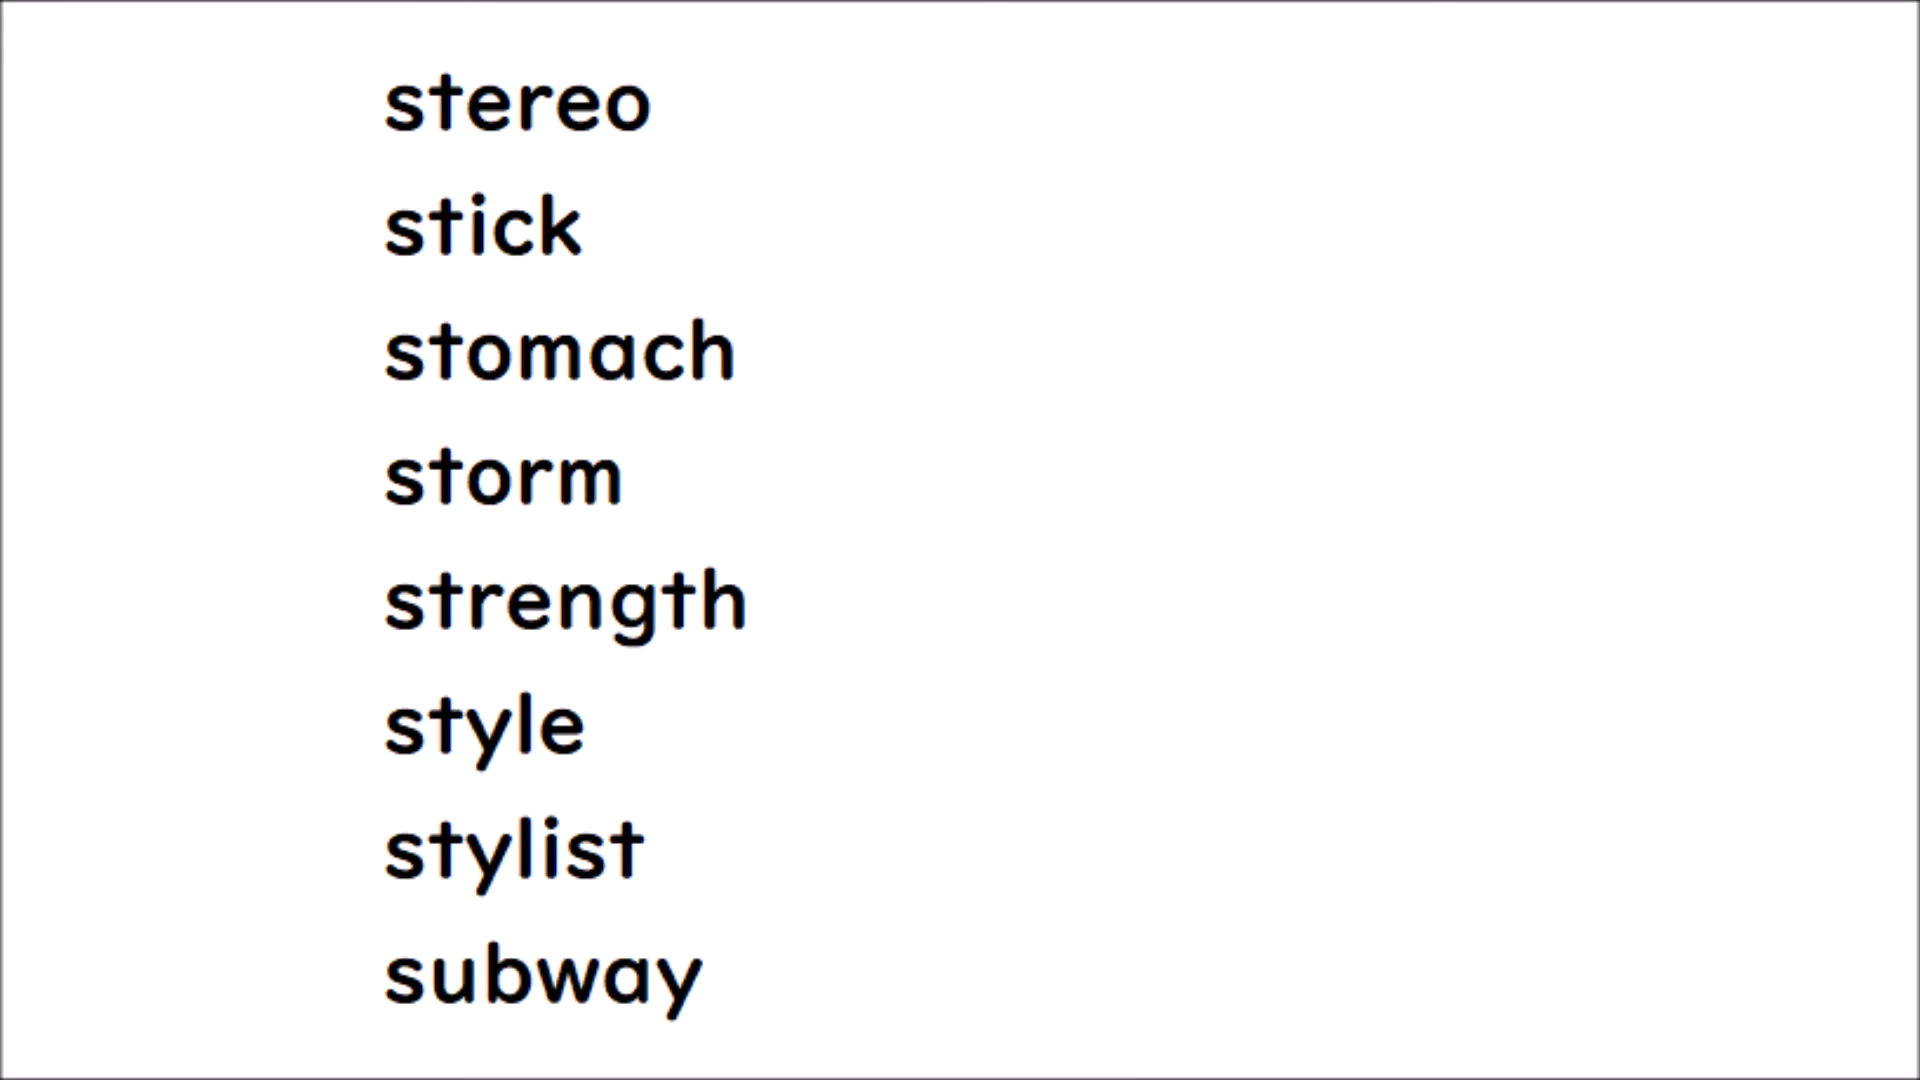 stereo
stick
stomach
storm
strength
style
stylist
subway